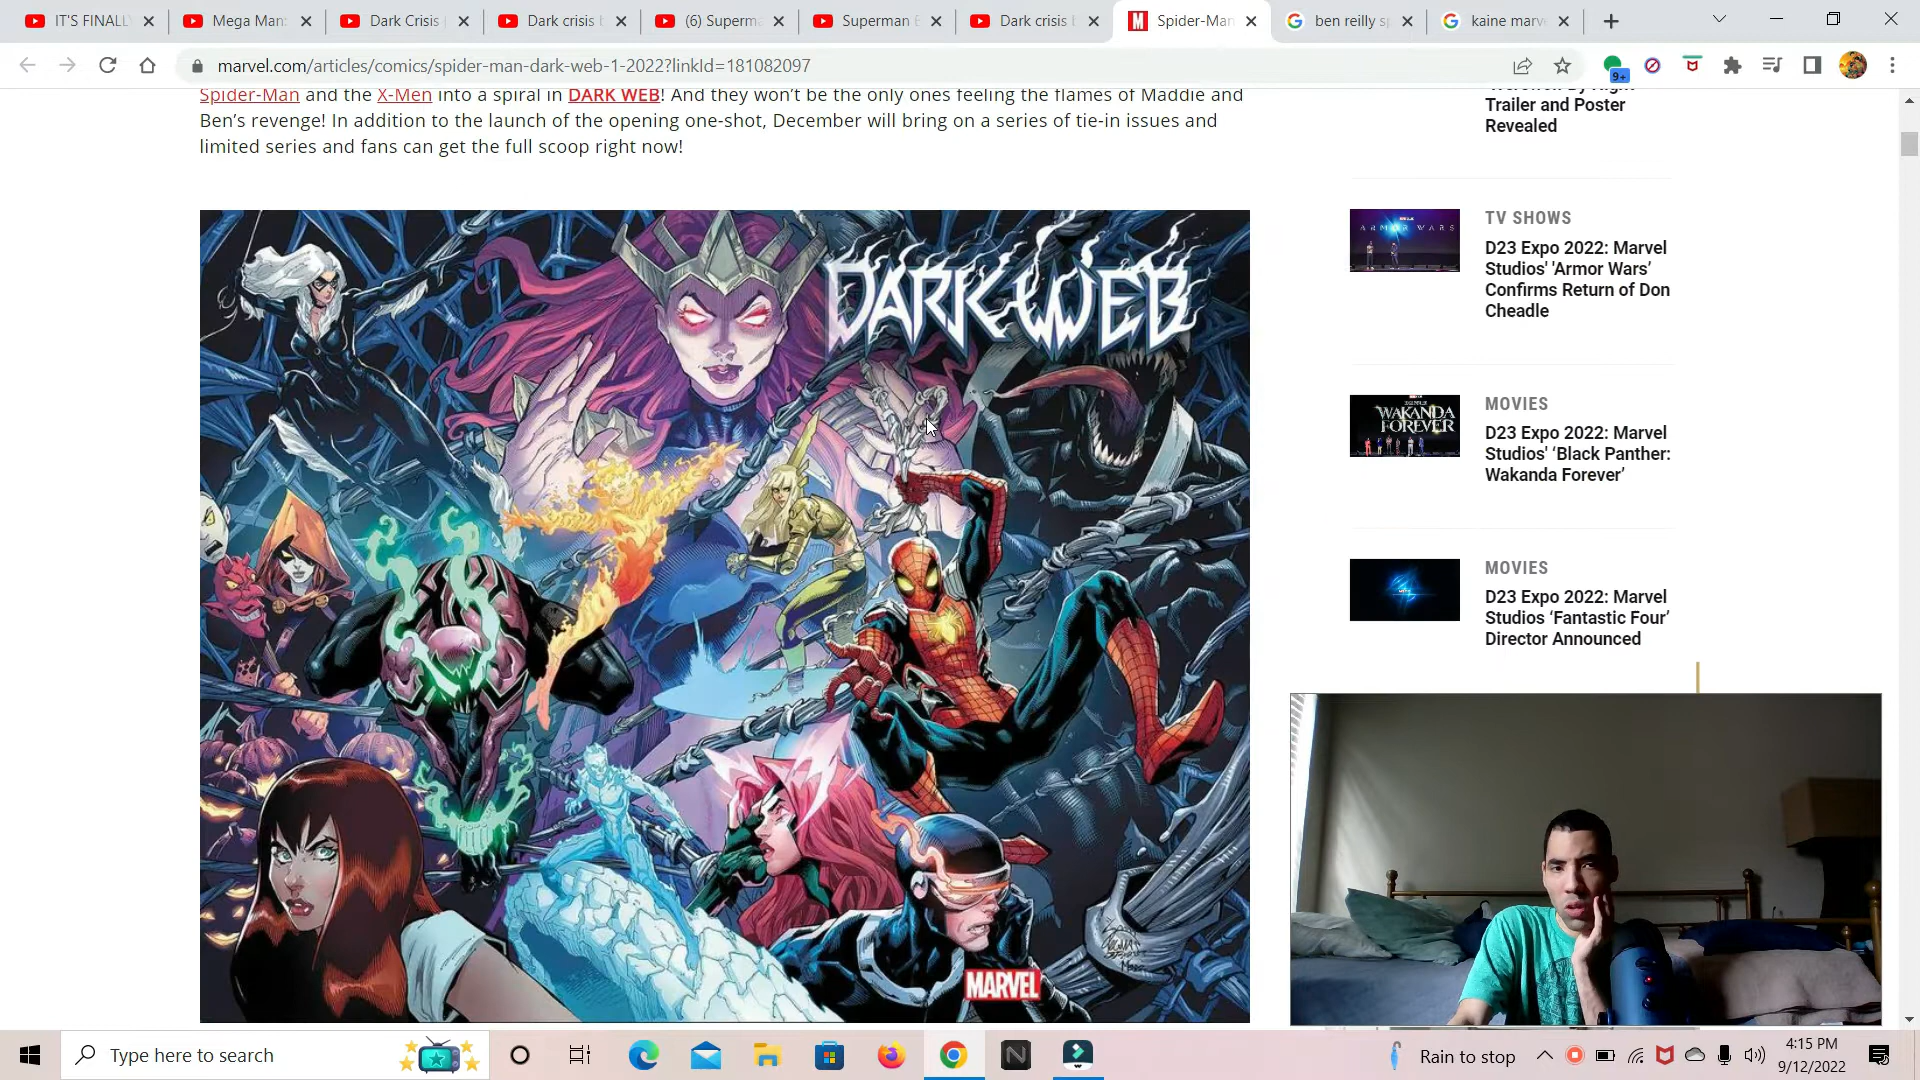 IT'S FINALLY
Mega Man
Dark Crisis
Dark crisis
(6) Superma
Superman
Dark crisis
Spider-Man
ben reilly sp
kaine marv
marvel.com/articles/comics/spider-man-dark-web-1-2022?linkId=181082097
9+
Spider-Man and the X-Men into a spiral in DARK WEB! And they won't be the only ones feeling the flames of Maddie and
Ben's revenge! In addition to the launch of the opening one-shot, December will bring on a series of tie-in issues and
limited series and fans can get the full scoop right now!
DARK WEB
MARVEL
Trailer and Poster
Revealed
TV SHOWS
D23 Expo 2022: Marvel
Studios' 'Armor Wars'
Confirms Return of Don
Cheadle
ARMOR WARS
MOVIES
D23 Expo 2022: Marvel
Studios' 'Black Panther:
Wakanda Forever'
WAKANDA
FOREVER
MOVIES
D23 Expo 2022: Marvel
Studios 'Fantastic Four'
Director Announced
Type here to search
Rain to stop
4:15 PM
9/12/2022